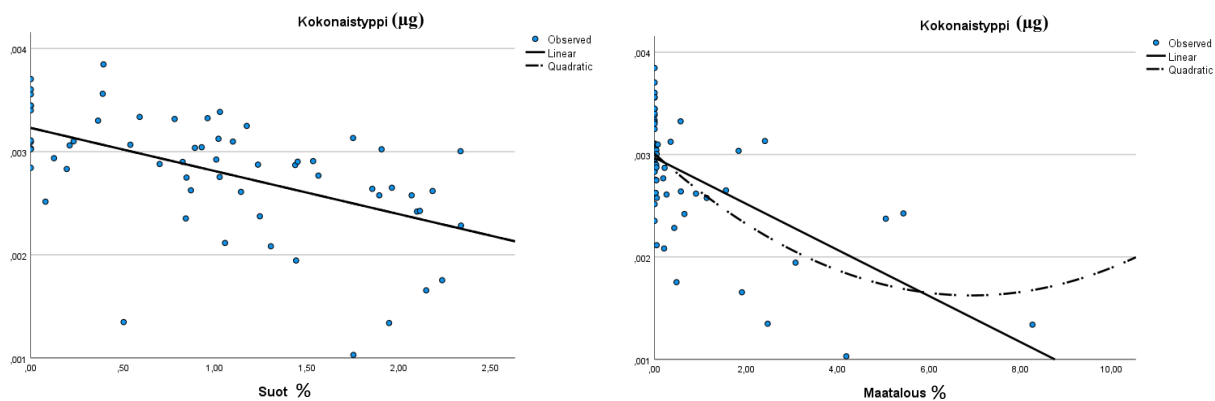 Kokonaistyppi (µg)
,004
,003
,002
,001
,00
,50
1,00
1,50
2,00
2,50
Suot %
Observed
Linear
Quadratic
Kokonaistyppi (µg)
,004
,003
,002
,001
,00
2,00
4,00
6,00
8,00
10,00
Maatalous %
Observed
Linear
Quadratic